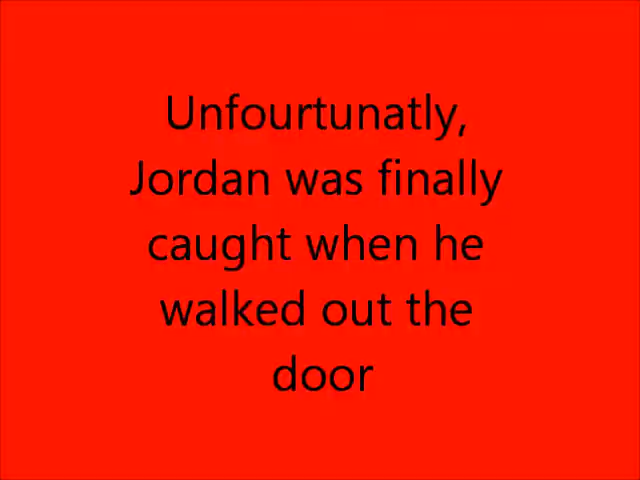 Unfourtunatly,
Jordan was finally
caught when he
walked out the
door